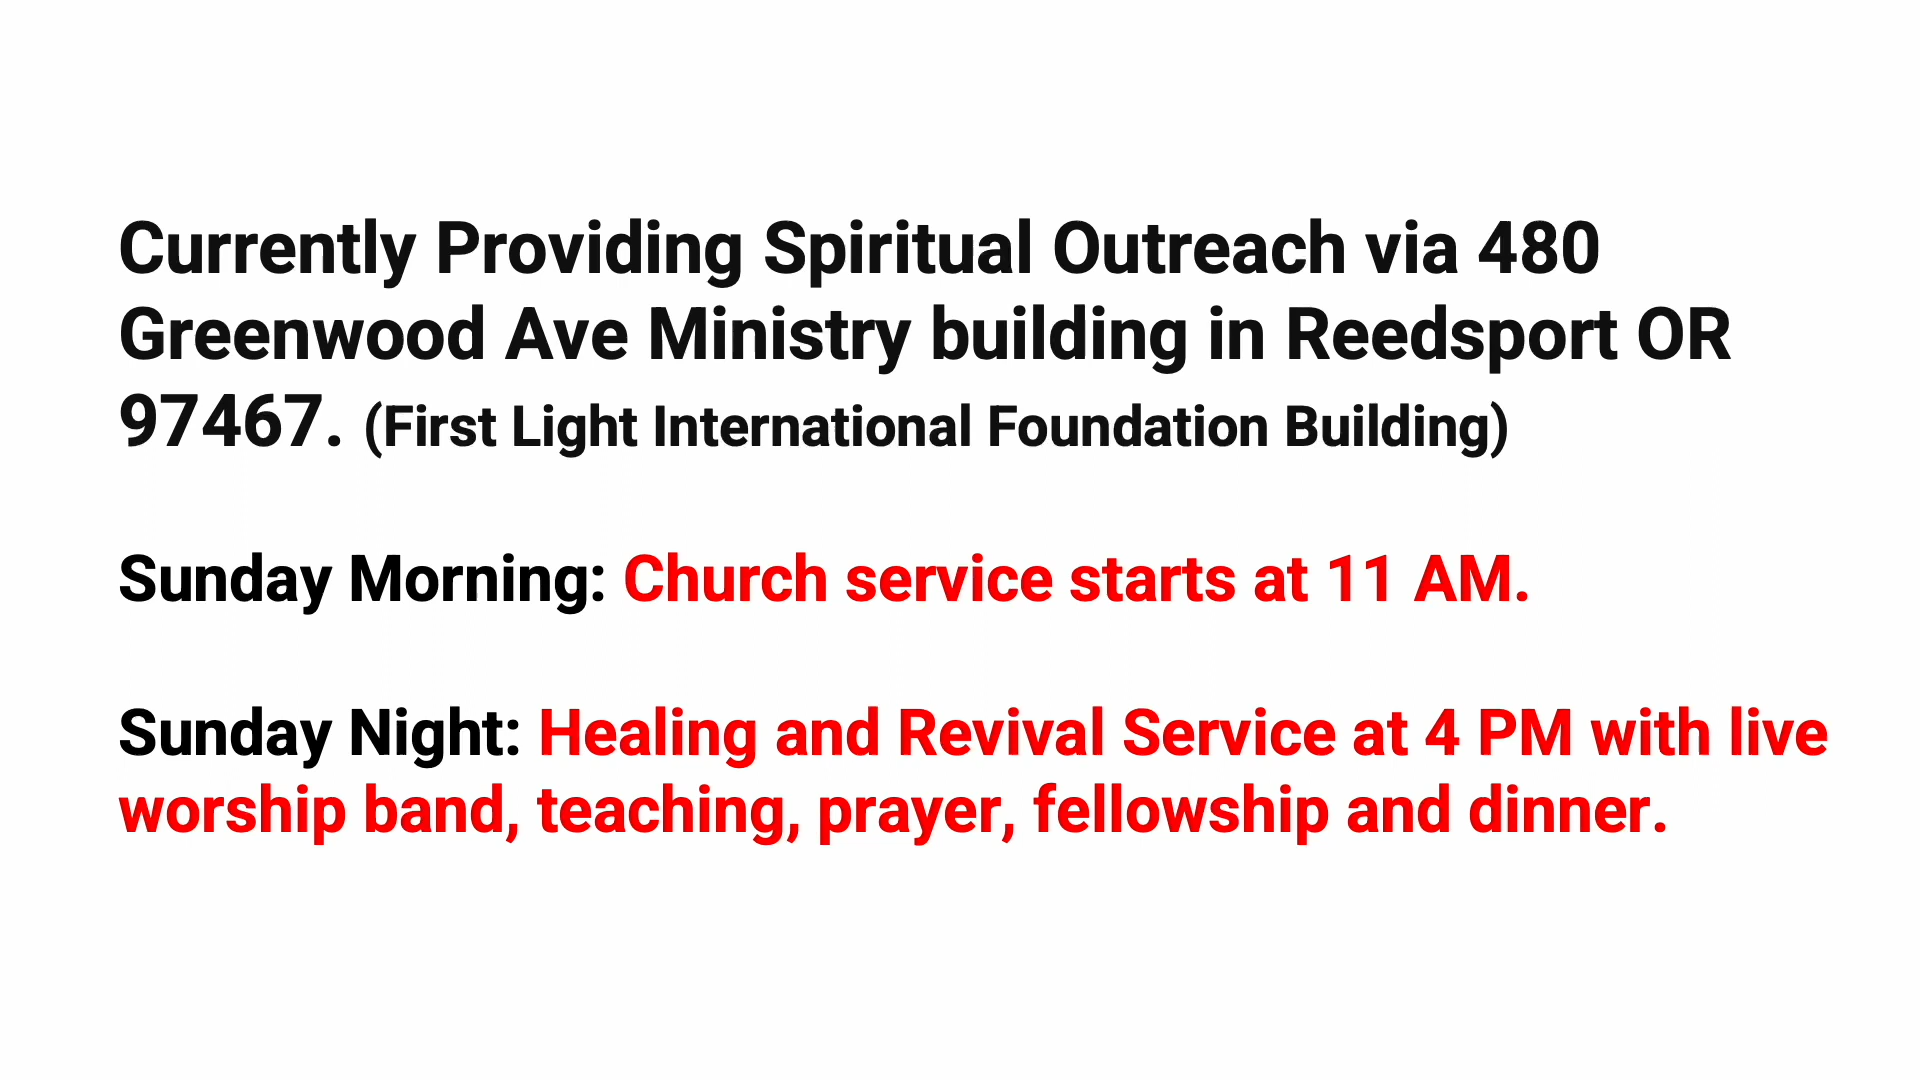 Currently Providing Spiritual Outreach via 480
Greenwood Ave Ministry building in Reedsport OR
97467. (First Light International Foundation Building)
Sunday Morning: Church service starts at 11 AM.
Sunday Night: Healing and Revival Service at 4 PM with live
worship band, teaching, prayer, fellowship and dinner.